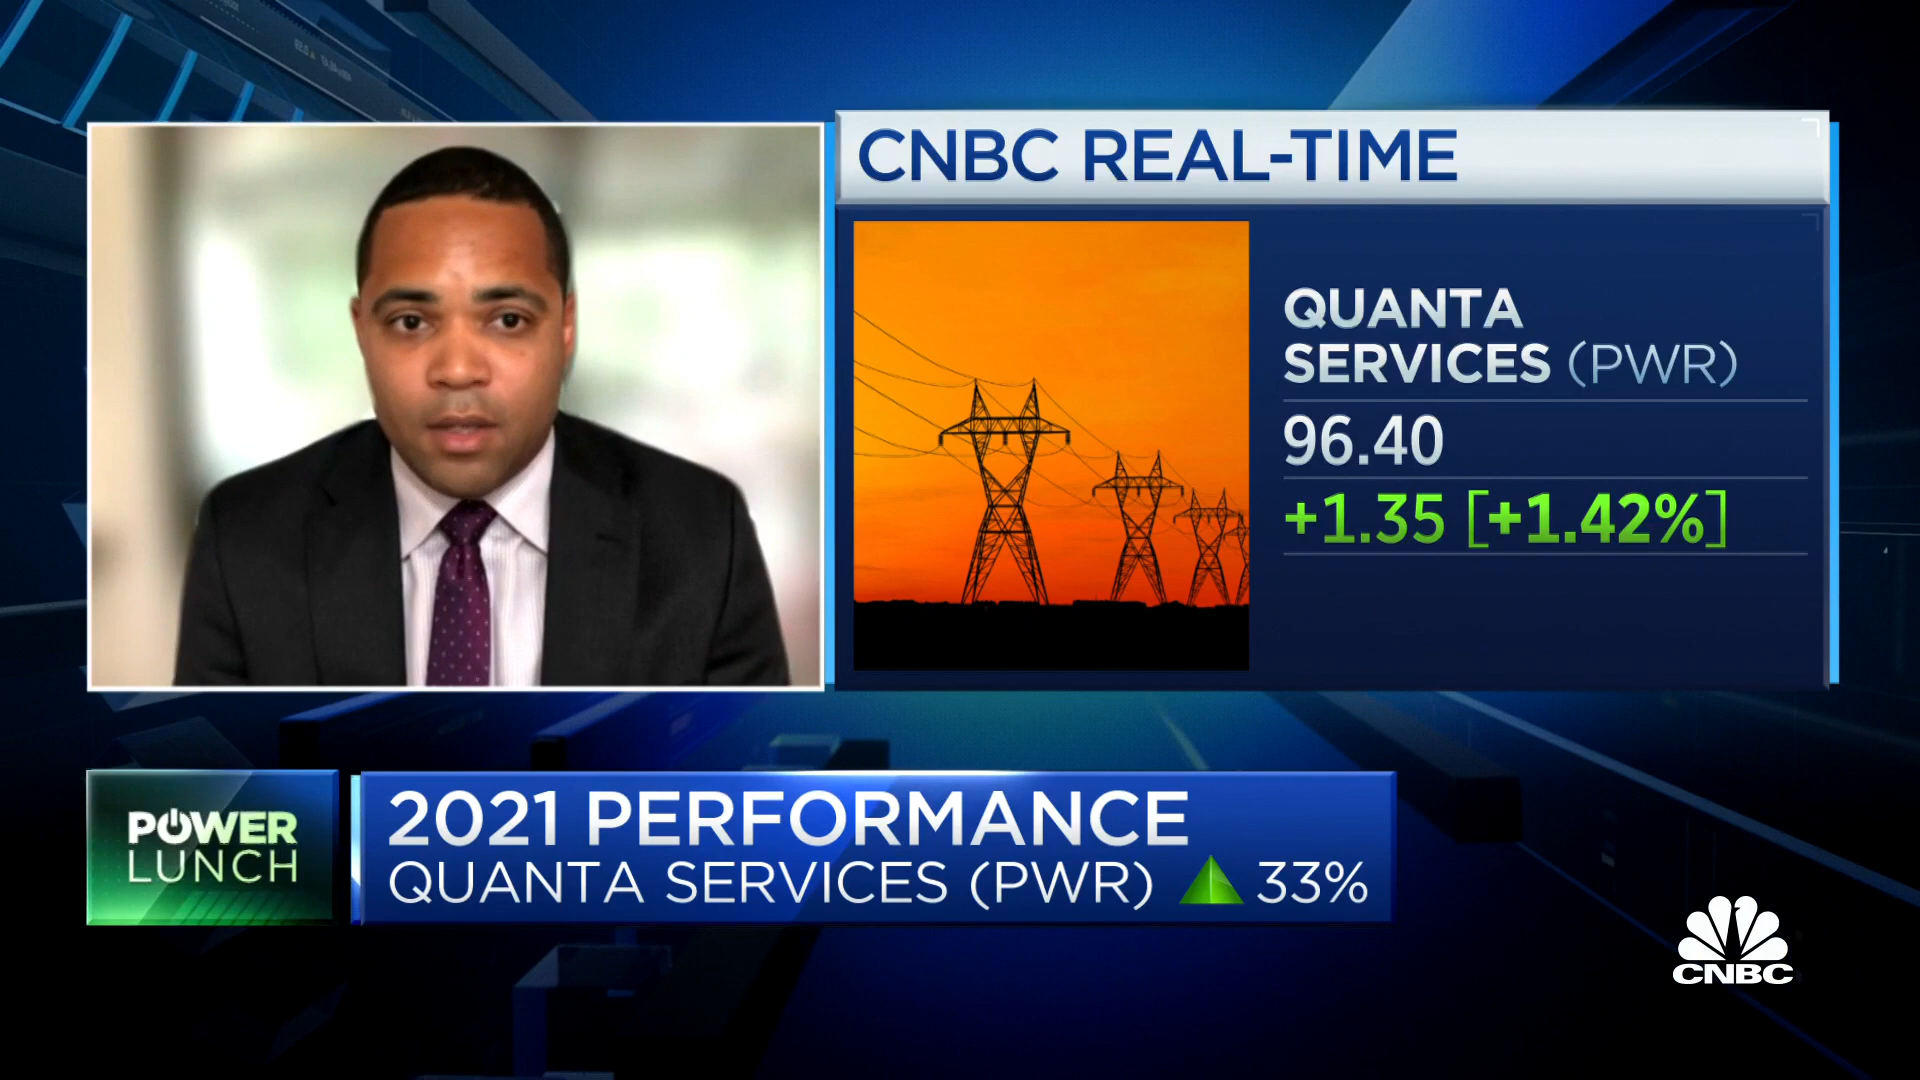 CNBC REAL-TIME
QUANTA
SERVICES (PWR)
96.40
+1.35 [+1.42%]
POWER
LUNCH
2021 PERFORMANCE
QUANTA SERVICES (PWR) 33%
CNBC